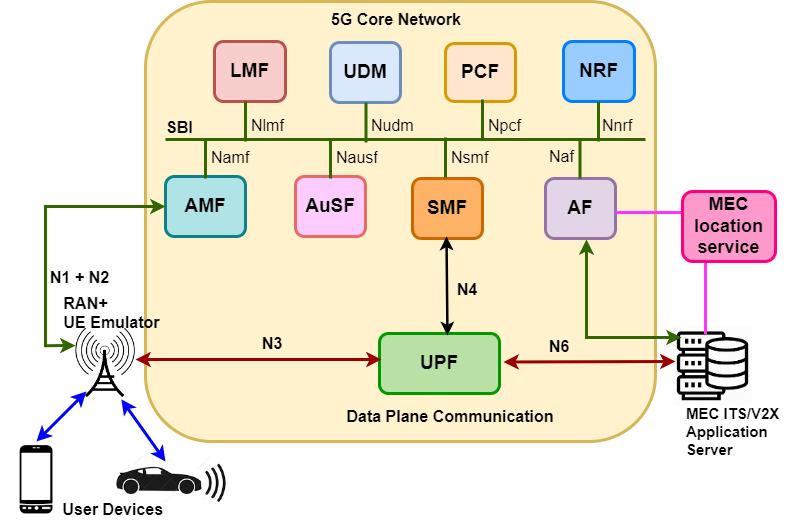 5G Core Network
LMF
UDM
PCF
NRF
SBI
Nlmf
Nudm
Npcf
Nnrf
Namf
Nausf
Nsmf
Naf
AMF
AuSF
SMF
AF
MEC
location
service
N1 + N2
RAN+
UE Emulator
N4
N3
UPF
N6
Data Plane Communication
MEC ITS/V2X
Application
Server
User Devices